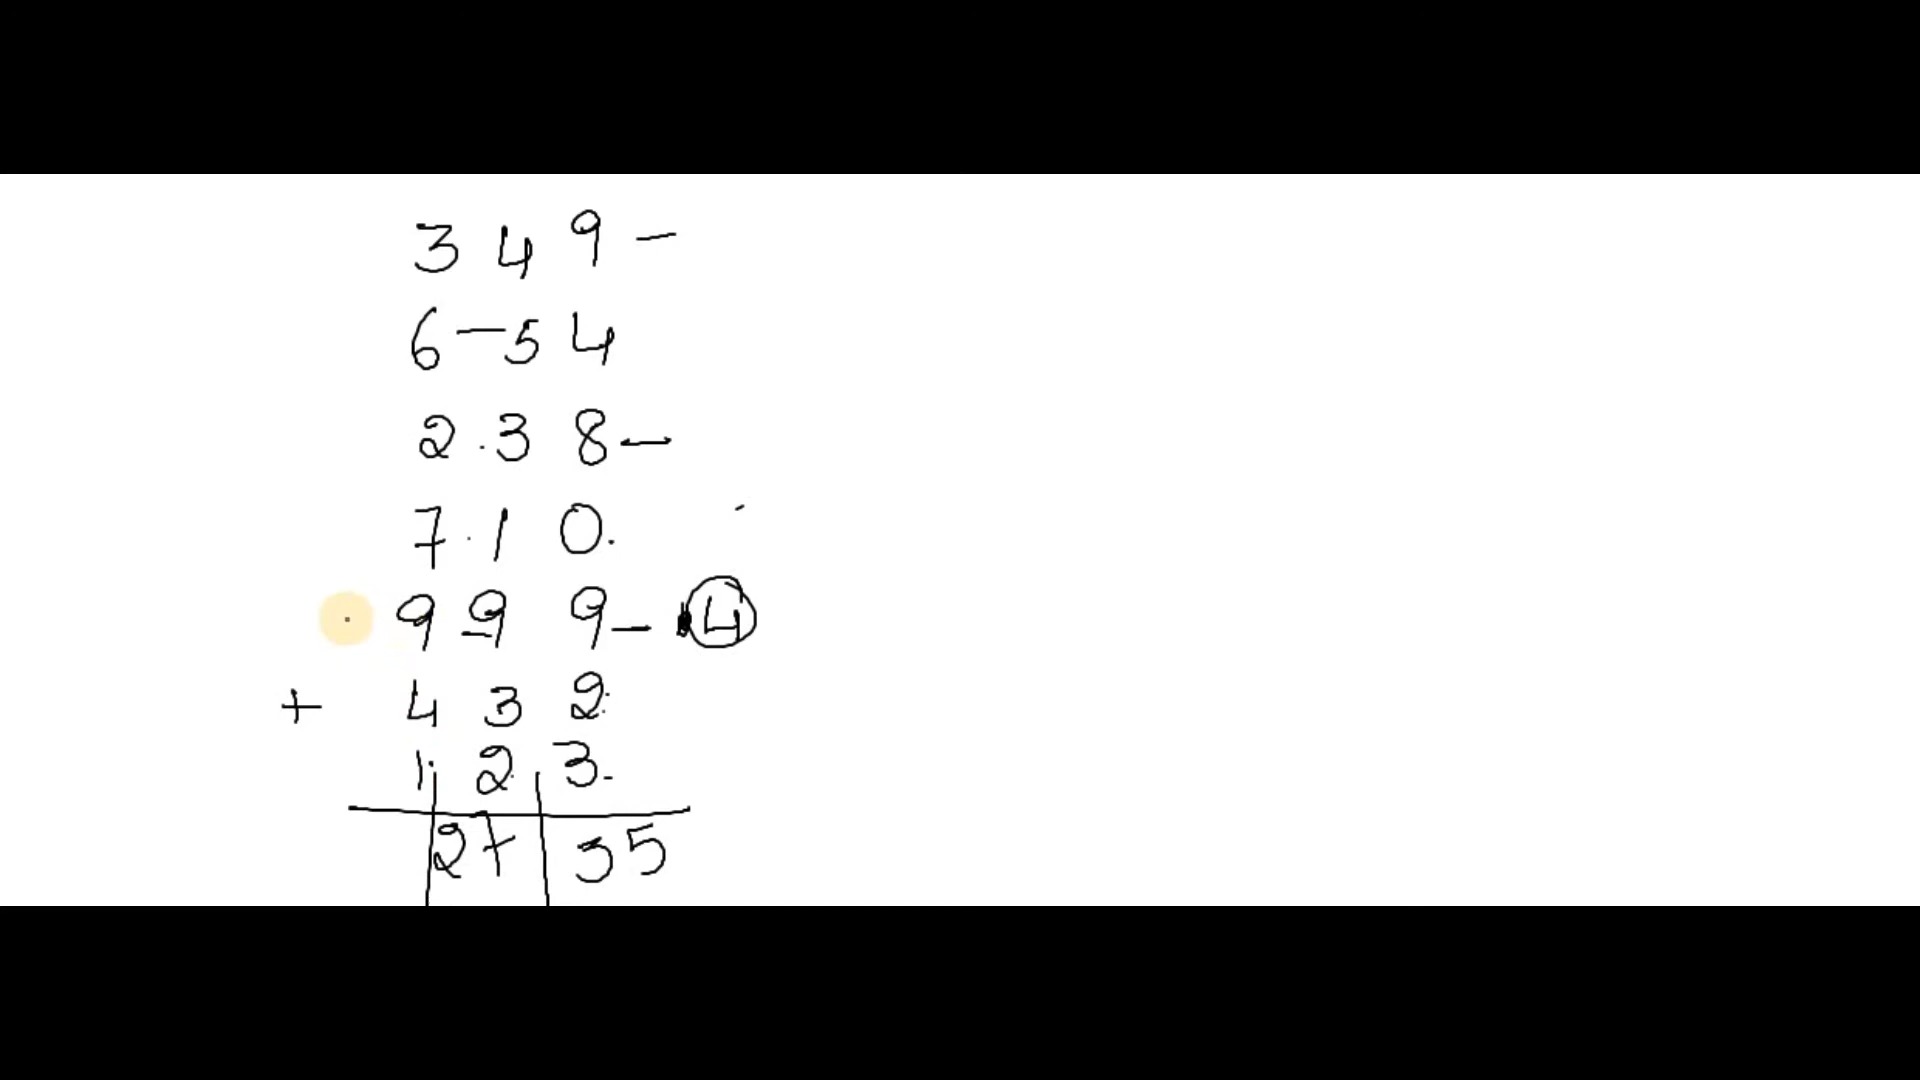 3 4 9 -
6 - 5 4
2 . 3 8 -
7 . 1 0 .
9 9 9 - 4
+ 4 3 2
1 2 3 .
27 35